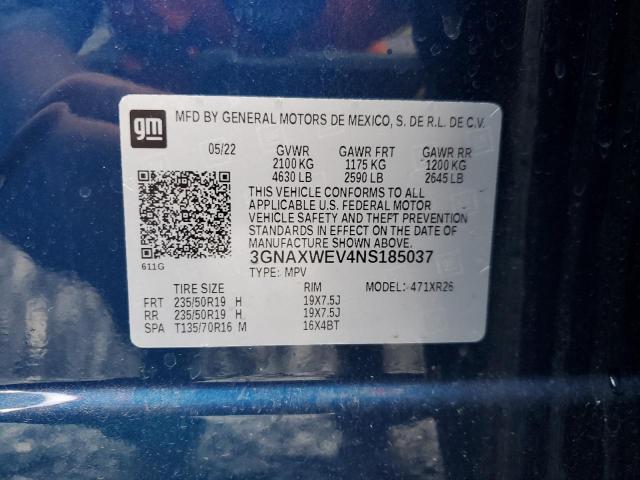 gm MFD BY GENERAL MOTORS DE MEXICO, S. DE R.L. DE C.V.
05/22 GVWR GAWR FRT GAWR RR
2100 KG 1175 KG 1200 KG
4630 LB 2590 LB 2645 LB
THIS VEHICLE CONFORMS TO ALL
APPLICABLE U.S. FEDERAL MOTOR
VEHICLE SAFETY AND THEFT PREVENTION
STANDARDS IN EFFECT ON THE DATE OF
MANUFACTURE SHOWN ABOVE.
611G 3GNAXWEV4NS185037
TYPE: MPV
TIRE SIZE RIM MODEL: 471XR26
FRT 235/50R19 H 19X7.5J
RR 235/50R19 H 19X7.5J
SPA T135/70R16 M 16X4BT